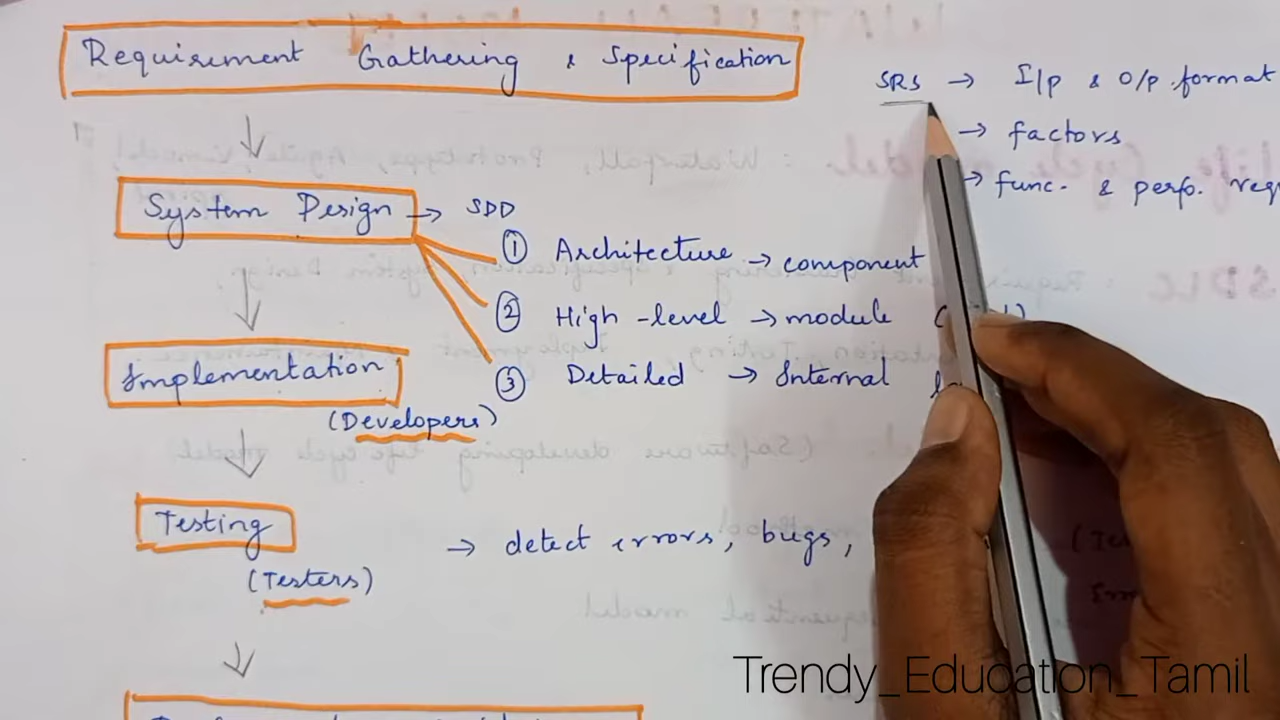 Requirement Gathering & Specification
SRS → I/p & O/p format
→ factors
→ func. & perfo. req
System Design → SDD
① Architecture → component
② High-level → module
③ Detailed → Internal
Implementation
(Developers)
Testing → detect errors, bugs,
(Testers)
Trendy_Education_Tamil